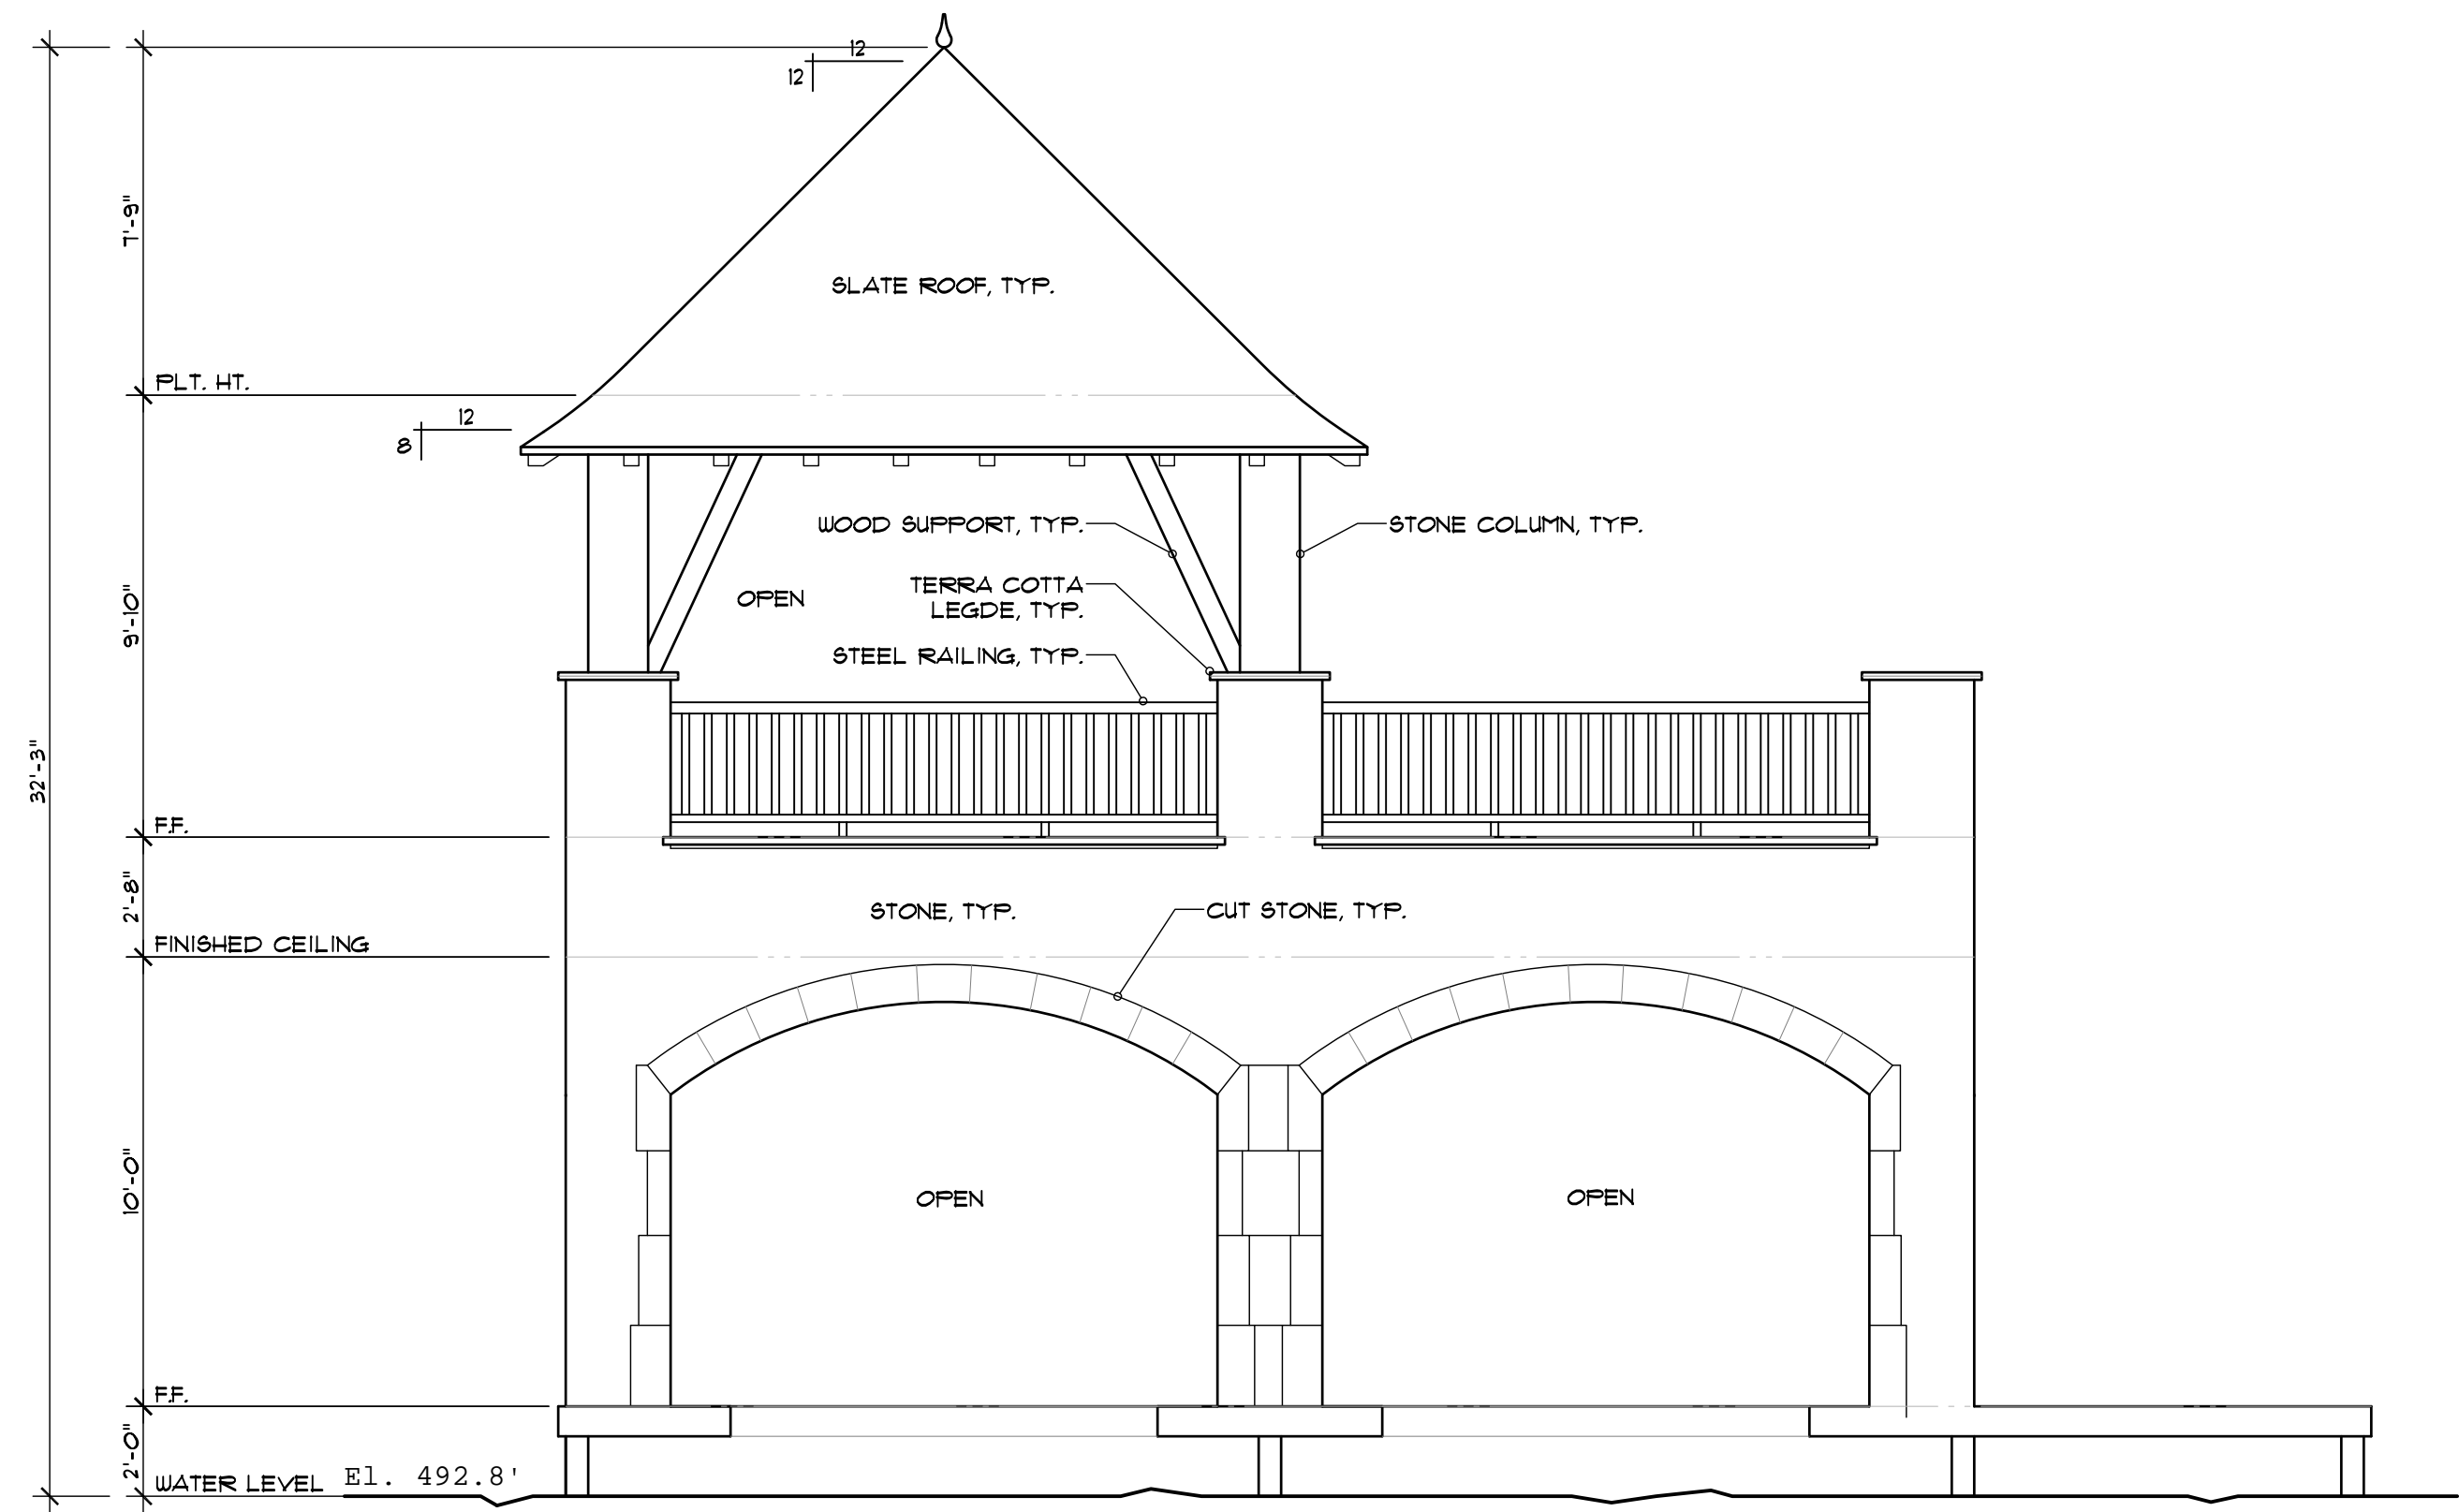 12
12
7'-9"
SLATE ROOF, TYP.
PLT. HT.
12
8
WOOD SUPPORT, TYP.
STONE COLUMN, TYP.
9'-10"
OPEN
TERRA COTTA
LEGDE, TYP.
STEEL RAILING, TYP.
32'-3"
F.F.
2'-8"
STONE, TYP.
CUT STONE, TYP.
FINISHED CEILING
10'-0"
OPEN
OPEN
F.F.
2'-0"
WATER LEVEL El. 492.8'